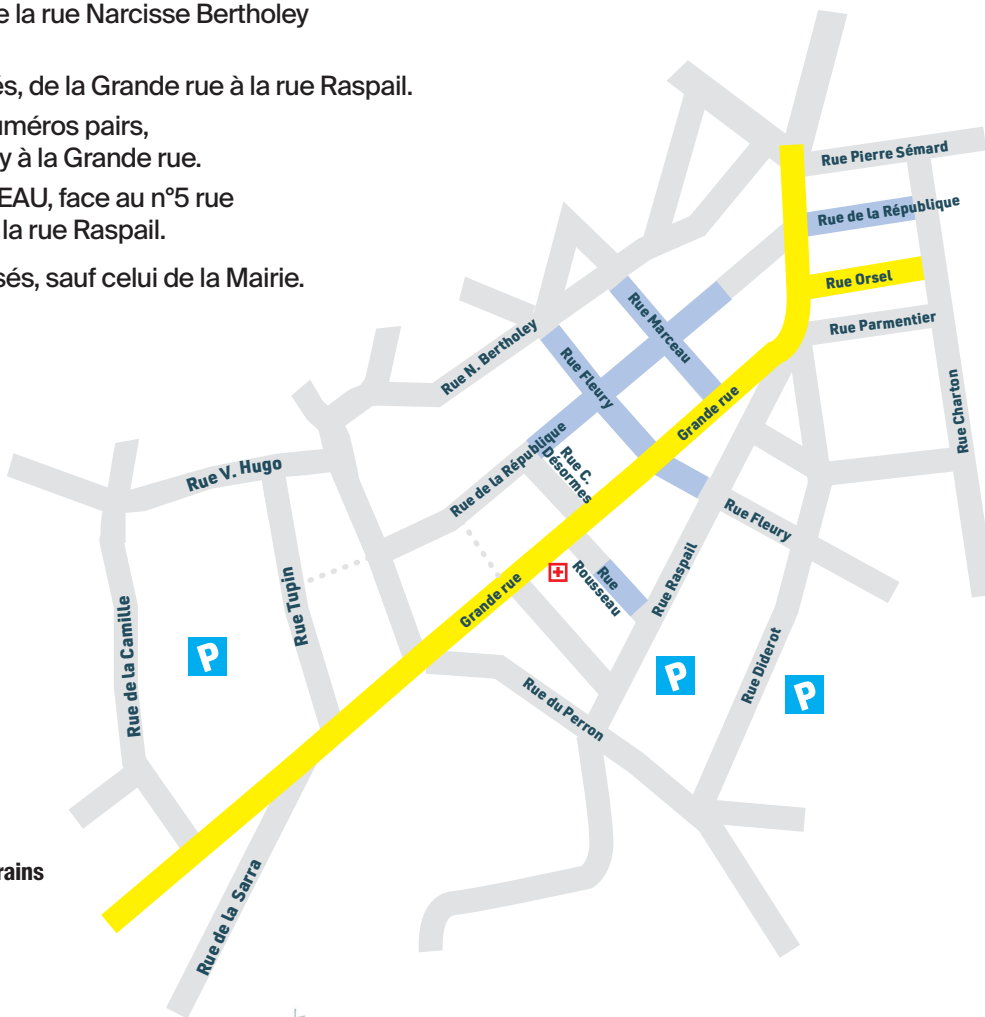 e la rue Narcisse Bertholey
és, de la Grande rue à la rue Raspail.
uméros pairs,
y à la Grande rue.
EAU, face au n°5 rue
la rue Raspail.
sés, sauf celui de la Mairie.
Rue Pierre Sémard
Rue de la République
Rue Orsel
Rue Parmentier
Rue Marceau
Rue N. Bertholey
Rue Fleury
Grande rue
Rue Charton
Rue de la République
Rue C.
Désormes
Rue V. Hugo
Rue Fleury
Rue Raspail
Rue
Rousseau
Grande rue
Rue Tupin
Rue de la Camille
Rue Diderot
P
P
P
Rue du Perron
rains
Rue de la Sarra